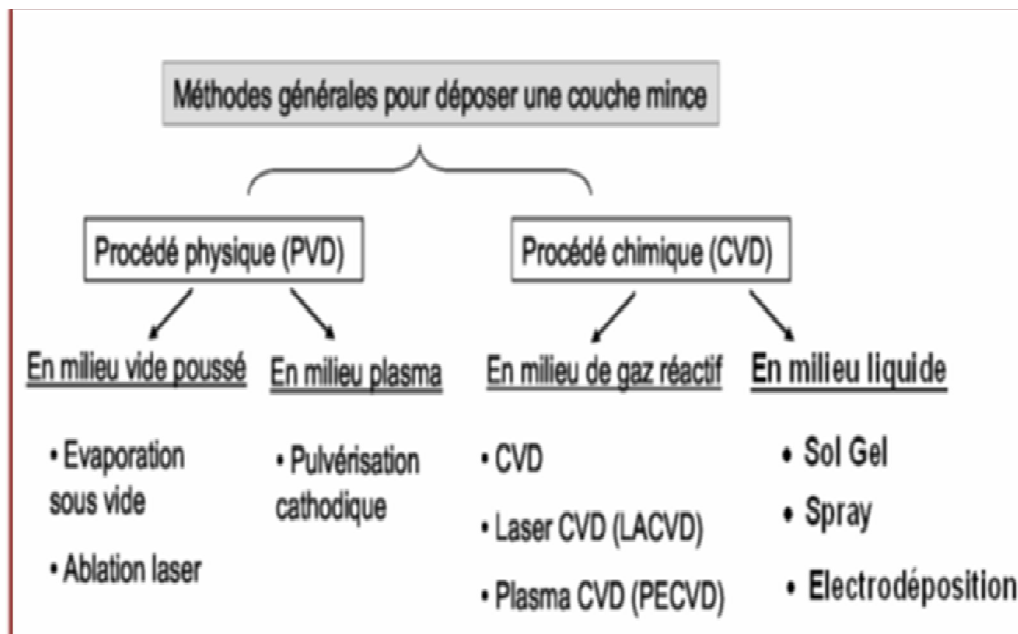 Méthodes générales pour déposer une couche mince
Procédé physique (PVD)
Procédé chimique (CVD)
En milieu vide poussé
• Evaporation
sous vide
• Ablation laser
En milieu plasma
• Pulvérisation
cathodique
En milieu de gaz réactif
• CVD
• Laser CVD (LACVD)
• Plasma CVD (PECVD)
En milieu liquide
• Sol Gel
• Spray
• Electrodéposition